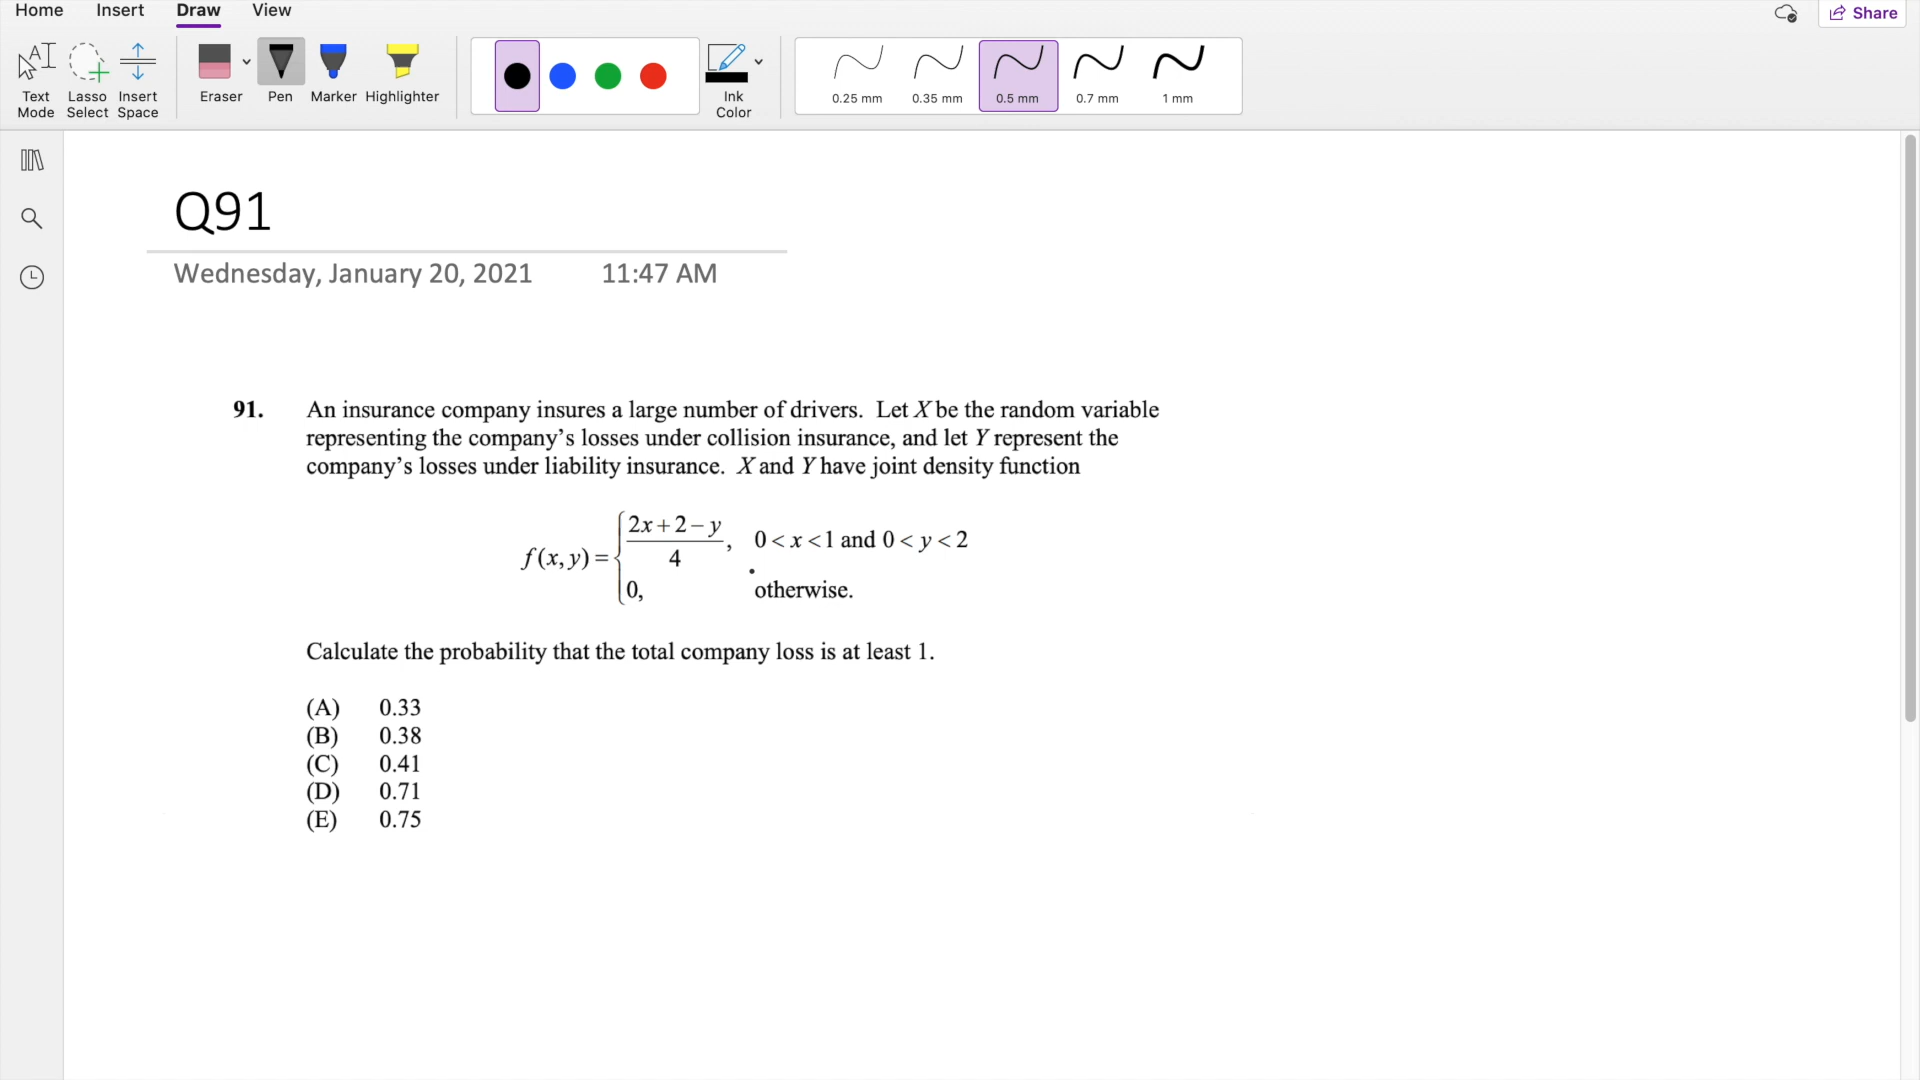 Home Insert Draw View
Share
Text Mode
Lasso Select
Insert Space
Eraser
Pen
Marker
Highlighter
Ink Color
0.25 mm
0.35 mm
0.5 mm
0.7 mm
1 mm
Q91
Wednesday, January 20, 2021 11:47 AM
91. An insurance company insures a large number of drivers. Let X be the random variable
representing the company's losses under collision insurance, and let Y represent the
company's losses under liability insurance. X and Y have joint density function
f(x, y) = { (2x + 2 − y)/4, 0 < x < 1 and 0 < y < 2
0, otherwise.
Calculate the probability that the total company loss is at least 1.
(A) 0.33
(B) 0.38
(C) 0.41
(D) 0.71
(E) 0.75